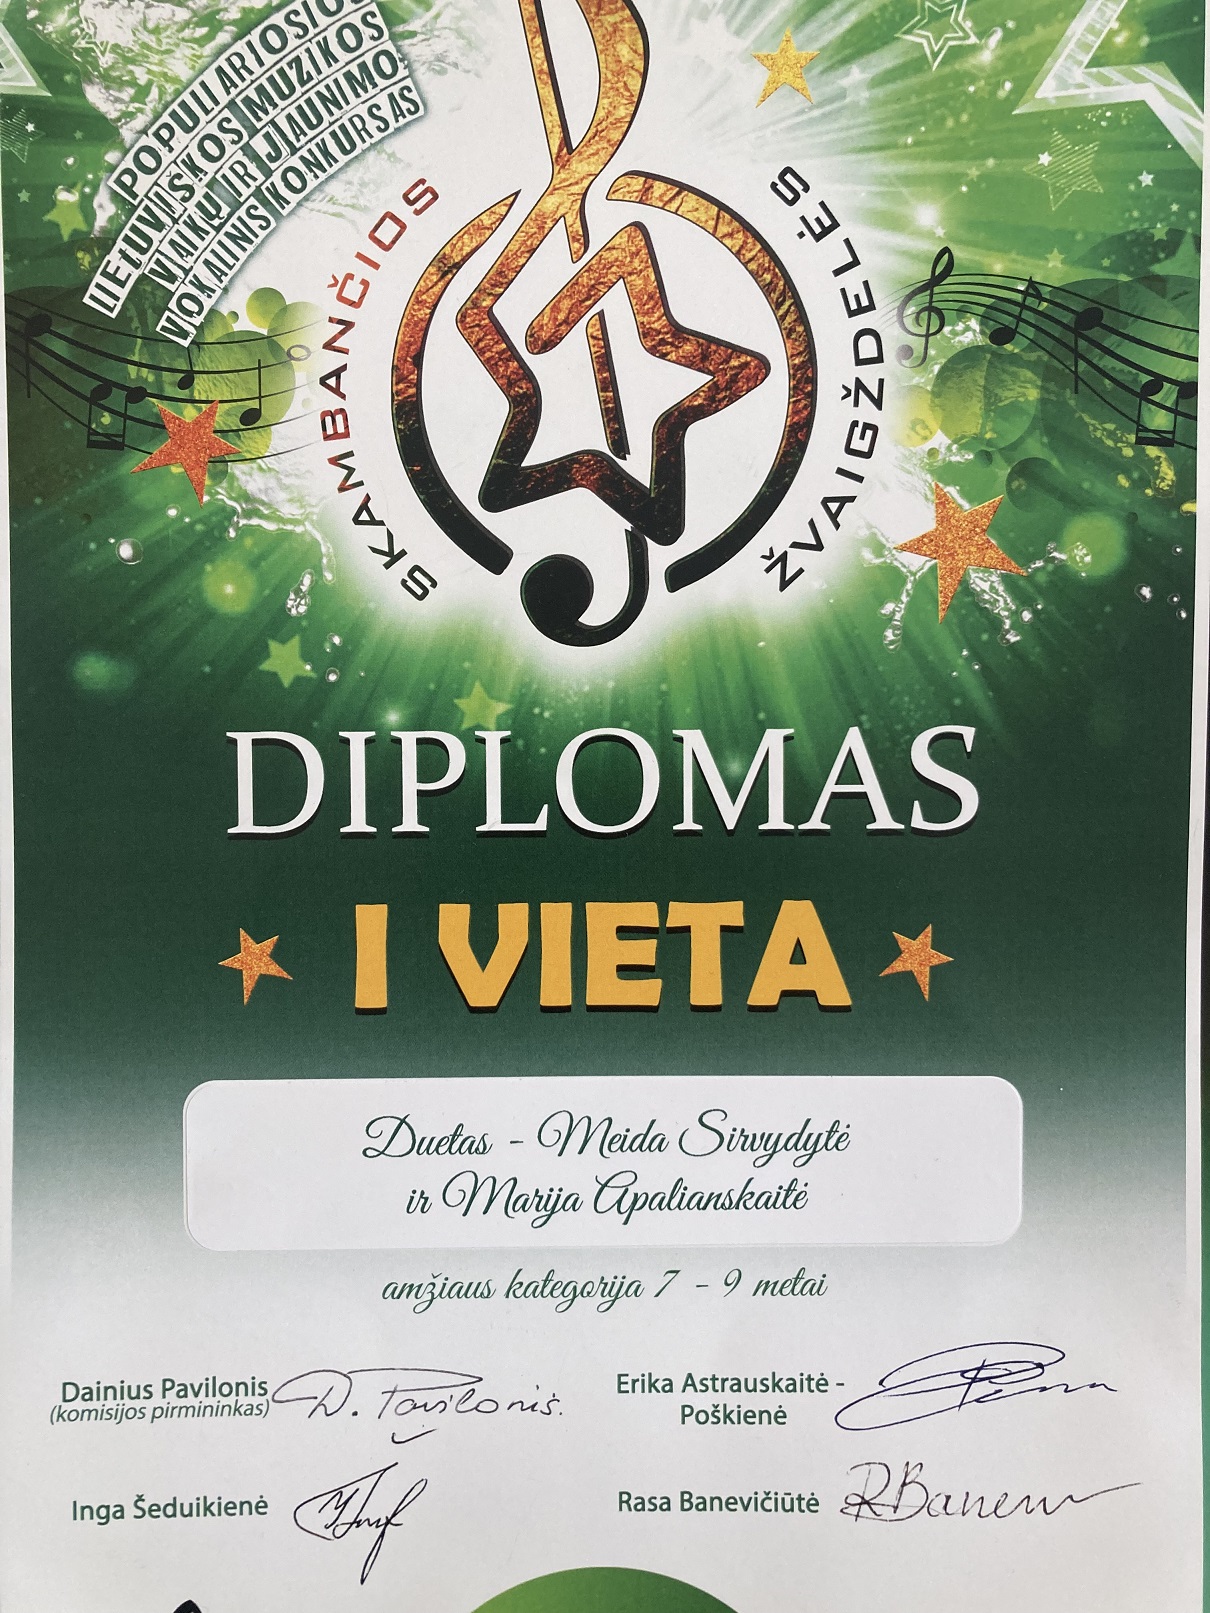 POPULIARIOSIOS
LIETUVIŠKOS MUZIKOS
VAIKŲ IR JAUNIMO
VOKALINIS KONKURSAS
SKAMBANČIOS
ŽVAIGŽDELĖS
DIPLOMAS
I VIETA
Duetas - Meida Sirvydytė
ir Marija Apalianskaitė
amžiaus kategorija 7 - 9 metai
Dainius Pavilonis
(komisijos pirmininkas)
D. Pavilonis.
Erika Astrauskaitė -
Poškienė
Inga Šeduikienė
Rasa Banevičiūtė